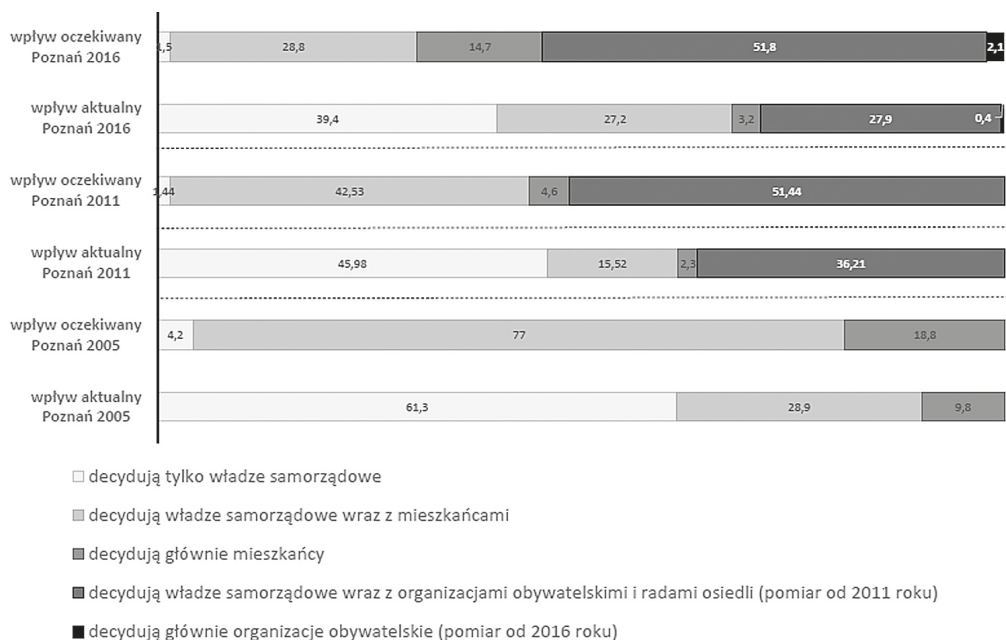 wpływ oczekiwany
Poznań 2016
1,5 28,8 14,7 51,8 2,1
wpływ aktualny
Poznań 2016
39,4 27,2 3,2 27,9 0,4
wpływ oczekiwany
Poznań 2011
1,44 42,53 4,6 51,44
wpływ aktualny
Poznań 2011
45,98 15,52 2,3 36,21
wpływ oczekiwany
Poznań 2005
4,2 77 18,8
wpływ aktualny
Poznań 2005
61,3 28,9 9,8
decydują tylko władze samorządowe
decydują władze samorządowe wraz z mieszkańcami
decydują głównie mieszkańcy
decydują władze samorządowe wraz z organizacjami obywatelskimi i radami osiedli (pomiar od 2011 roku)
decydują głównie organizacje obywatelskie (pomiar od 2016 roku)